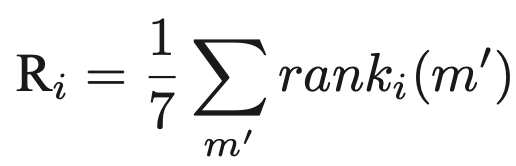 R_i = \frac{1}{7} \sum_{m'} rank_i(m')